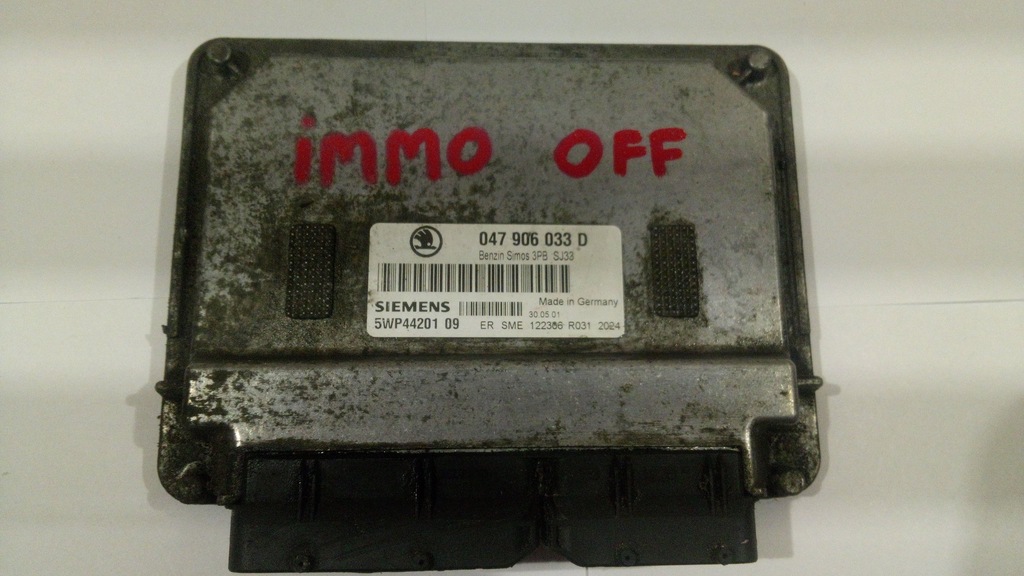 iMMO OFF
047 906 033 D
Benzin Simos 3PB SJ33
SIEMENS
Made in Germany
30 05 01
5WP44201 09
ER SME 122306 R031 2024